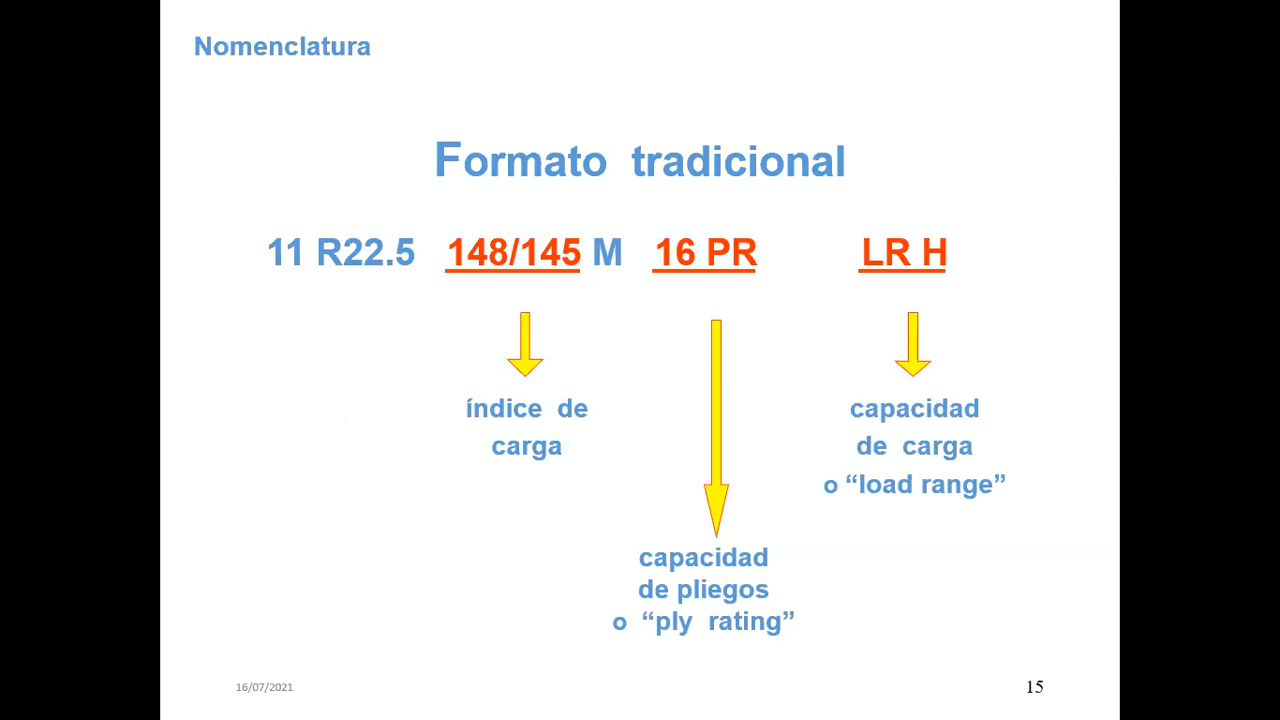 Nomenclatura
Formato tradicional
11 R22.5 148/145 M 16 PR LR H
índice de
carga
capacidad
de carga
o “load range”
capacidad
de pliegos
o “ply rating”
16/07/2021
15